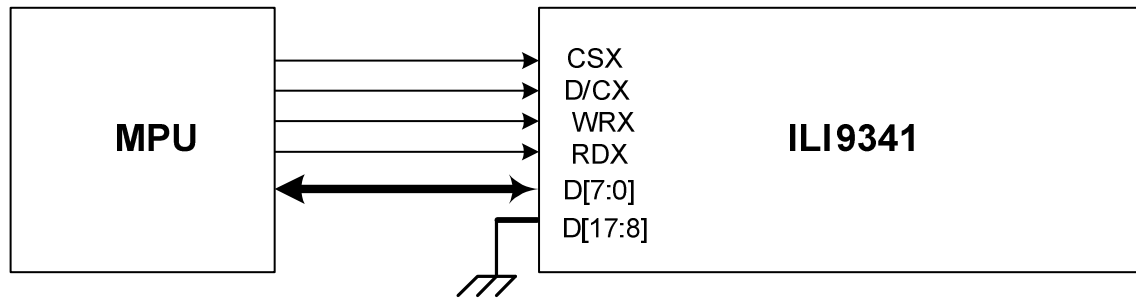 MPU
CSX
D/CX
WRX
RDX
D[7:0]
D[17:8]
ILI9341